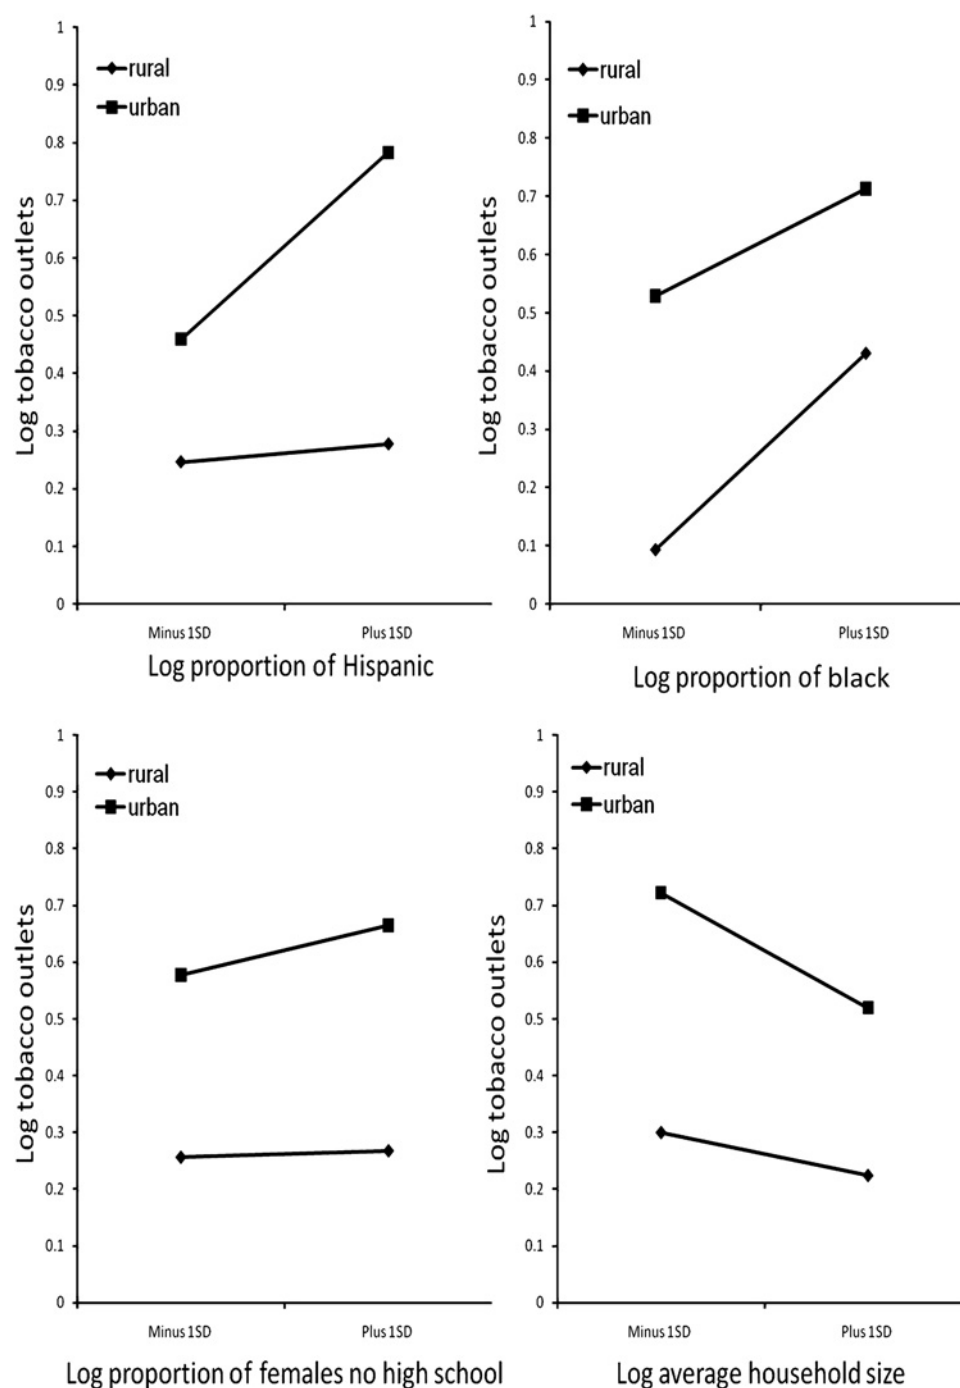 1
0.9
0.8
0.7
0.6
0.5
0.4
0.3
0.2
0.1
0
rural
urban
Log tobacco outlets
Minus 1SD
Plus 1SD
Log proportion of Hispanic
1
0.9
0.8
0.7
0.6
0.5
0.4
0.3
0.2
0.1
0
rural
urban
Log tobacco outlets
Minus 1SD
Plus 1SD
Log proportion of black
1
0.9
0.8
0.7
0.6
0.5
0.4
0.3
0.2
0.1
0
rural
urban
Log tobacco outlets
Minus 1SD
Plus 1SD
Log proportion of females no high school
1
0.9
0.8
0.7
0.6
0.5
0.4
0.3
0.2
0.1
0
rural
urban
Log tobacco outlets
Minus 1SD
Plus 1SD
Log average household size